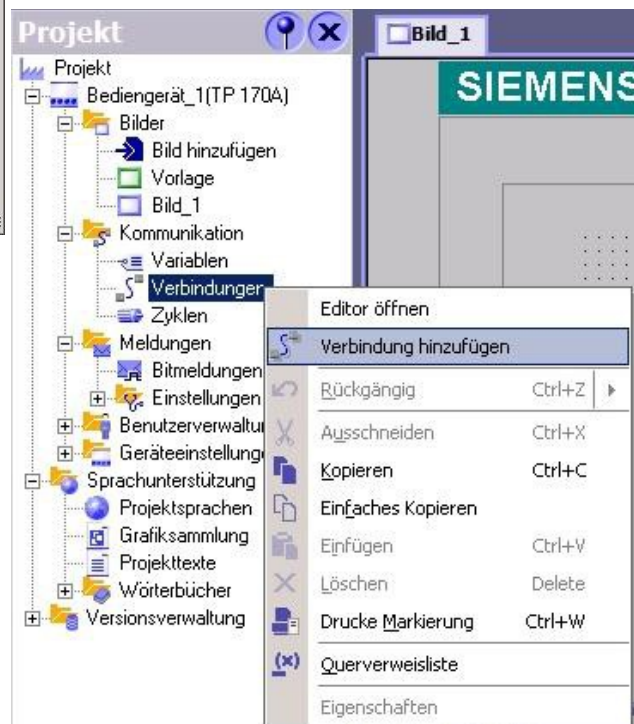 Projekt
Bild_1
Projekt
SIEMENS
Bediengerät_1(TP 170A)
Bilder
Bild hinzufügen
Vorlage
Bild_1
Kommunikation
Variablen
Verbindungen
Zyklen
Meldungen
Bitmeldungen
Einstellungen
Benutzerverwaltu
Geräteeinstellung
Sprachunterstützung
Projektsprachen
Grafiksammlung
Projekttexte
Wörterbücher
Versionsverwaltung
Editor öffnen
Verbindung hinzufügen
Rückgängig Ctrl+Z
Ausschneiden Ctrl+X
Kopieren Ctrl+C
Einfaches Kopieren
Einfügen Ctrl+V
Löschen Delete
Drucke Markierung Ctrl+W
Querverweisliste
Eigenschaften